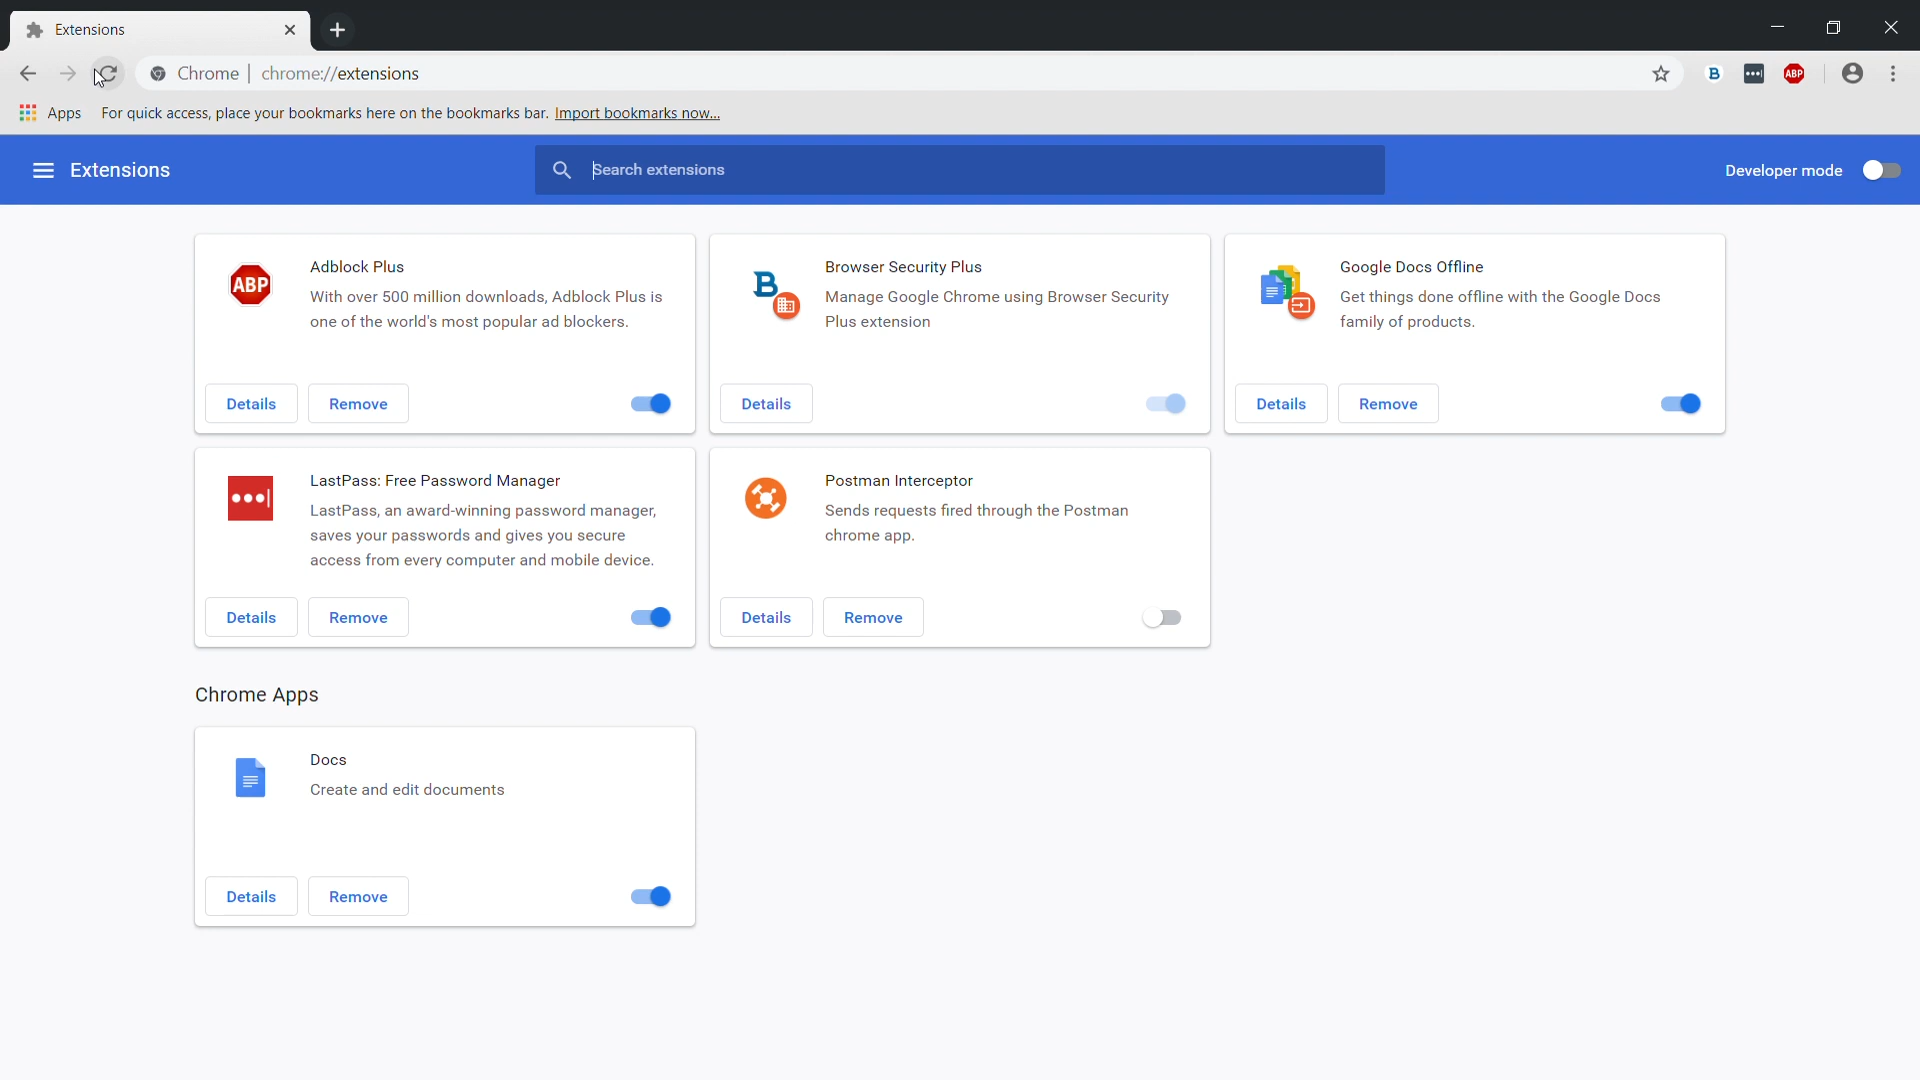 Extensions
Chrome | chrome://extensions
B
ABP
Apps For quick access, place your bookmarks here on the bookmarks bar. Import bookmarks now...
Extensions
Search extensions
Developer mode
ABP
Adblock Plus
With over 500 million downloads, Adblock Plus is
one of the world's most popular ad blockers.
Details Remove
B
Browser Security Plus
Manage Google Chrome using Browser Security
Plus extension
Details
Google Docs Offline
Get things done offline with the Google Docs
family of products.
Details Remove
LastPass: Free Password Manager
LastPass, an award-winning password manager,
saves your passwords and gives you secure
access from every computer and mobile device.
Details Remove
Postman Interceptor
Sends requests fired through the Postman
chrome app.
Details Remove
Chrome Apps
Docs
Create and edit documents
Details Remove